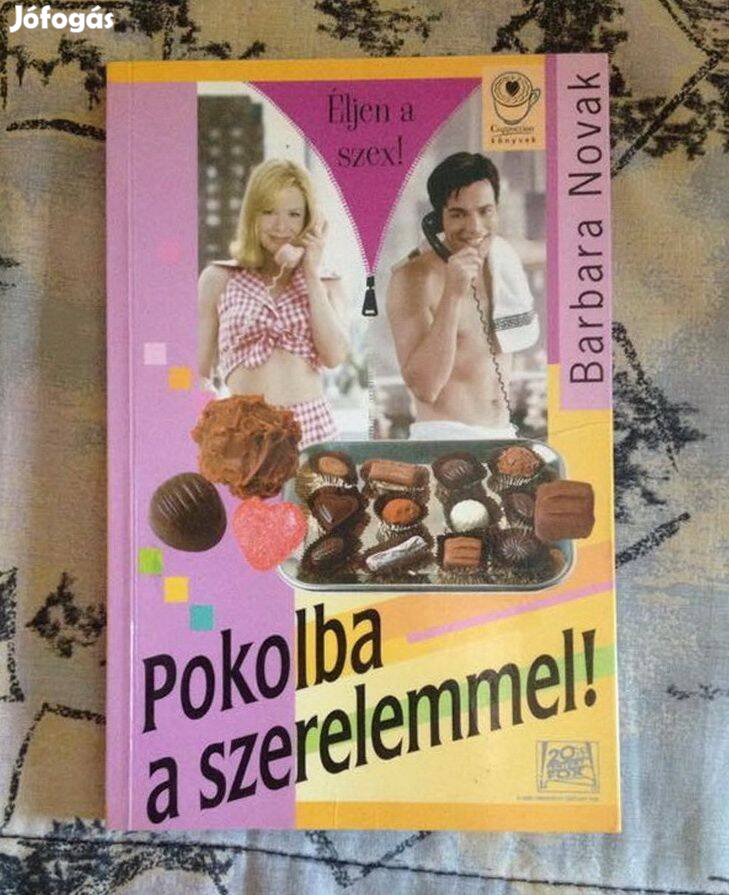 Jófogás
Éljen a
szex!
Cappuccino
könyvek
Barbara Novak
Pokolba
a szerelemmel!
20th
CENTURY
FOX